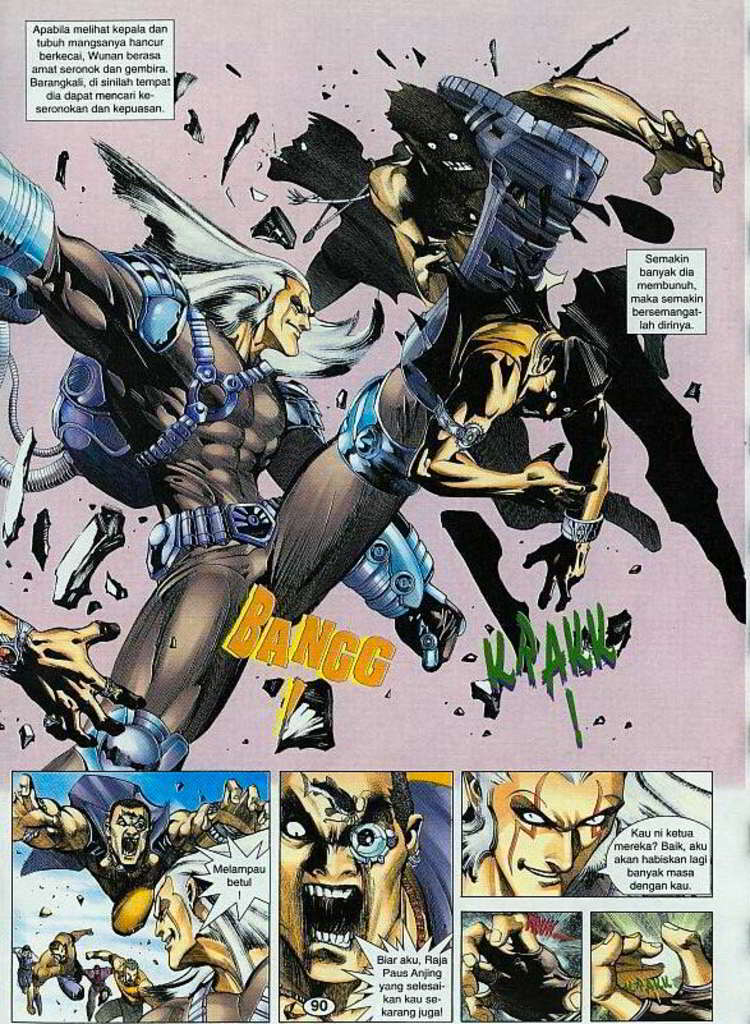 Apabila melihat kepala dan
tubuh mangsanya hancur
berkecai, Wunan berasa
amat seronok dan gembira.
Barangkali, di sinilah tempat
dia dapat mencari ke-
seronokan dan kepuasan.
Semakin
banyak dia
membunuh,
maka semakin
lah dirinya.
BANGG
!
KRAKK
!
Melampau
betul
!
Biar aku, Raja
Paus Anjing
yang selesai-
kan kau se-
karang juga!
90
Kau ni ketua
mereka? Baik, aku
akan habiskan lagi
banyak masa
dengan kau.